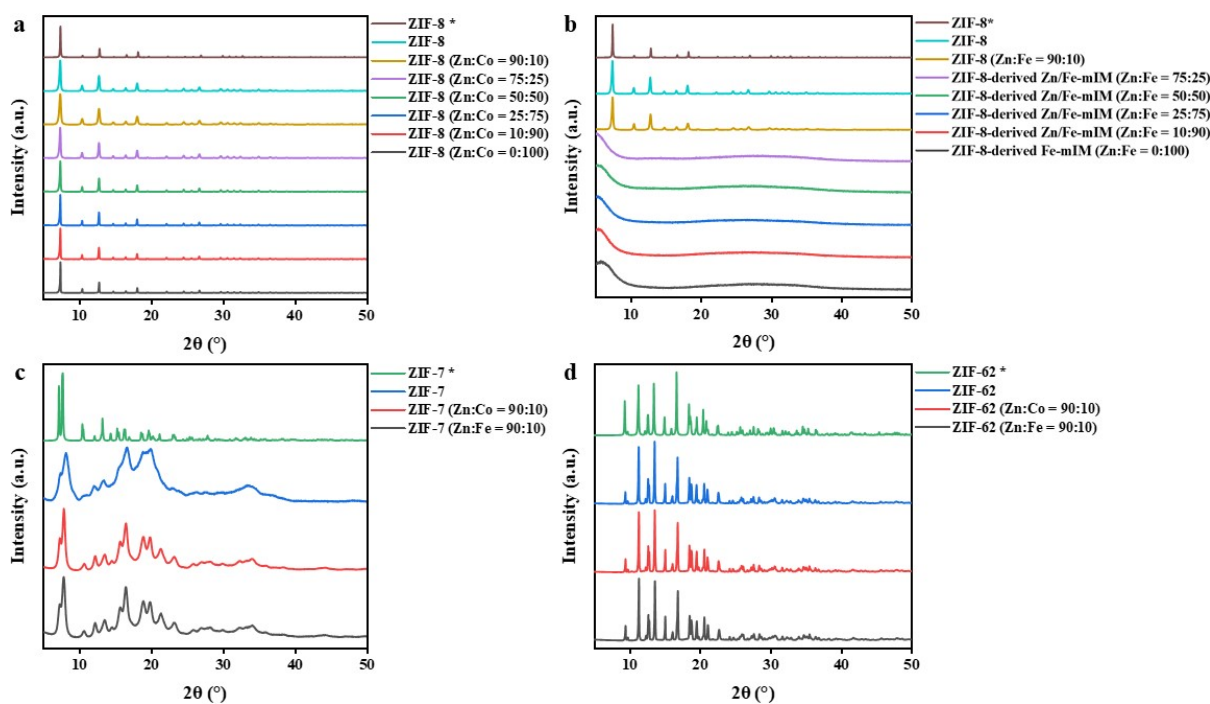 a
Intensity (a.u.)
10
20
30
40
50
2θ (°)
ZIF-8 *
ZIF-8
ZIF-8 (Zn:Co = 90:10)
ZIF-8 (Zn:Co = 75:25)
ZIF-8 (Zn:Co = 50:50)
ZIF-8 (Zn:Co = 25:75)
ZIF-8 (Zn:Co = 10:90)
ZIF-8 (Zn:Co = 0:100)
b
Intensity (a.u.)
10
20
30
40
50
2θ (°)
ZIF-8*
ZIF-8
ZIF-8 (Zn:Fe = 90:10)
ZIF-8-derived Zn/Fe-mIM (Zn:Fe = 75:25)
ZIF-8-derived Zn/Fe-mIM (Zn:Fe = 50:50)
ZIF-8-derived Zn/Fe-mIM (Zn:Fe = 25:75)
ZIF-8-derived Zn/Fe-mIM (Zn:Fe = 10:90)
ZIF-8-derived Fe-mIM (Zn:Fe = 0:100)
c
Intensity (a.u.)
10
20
30
40
50
2θ (°)
ZIF-7 *
ZIF-7
ZIF-7 (Zn:Co = 90:10)
ZIF-7 (Zn:Fe = 90:10)
d
Intensity (a.u.)
10
20
30
40
50
2θ (°)
ZIF-62 *
ZIF-62
ZIF-62 (Zn:Co = 90:10)
ZIF-62 (Zn:Fe = 90:10)